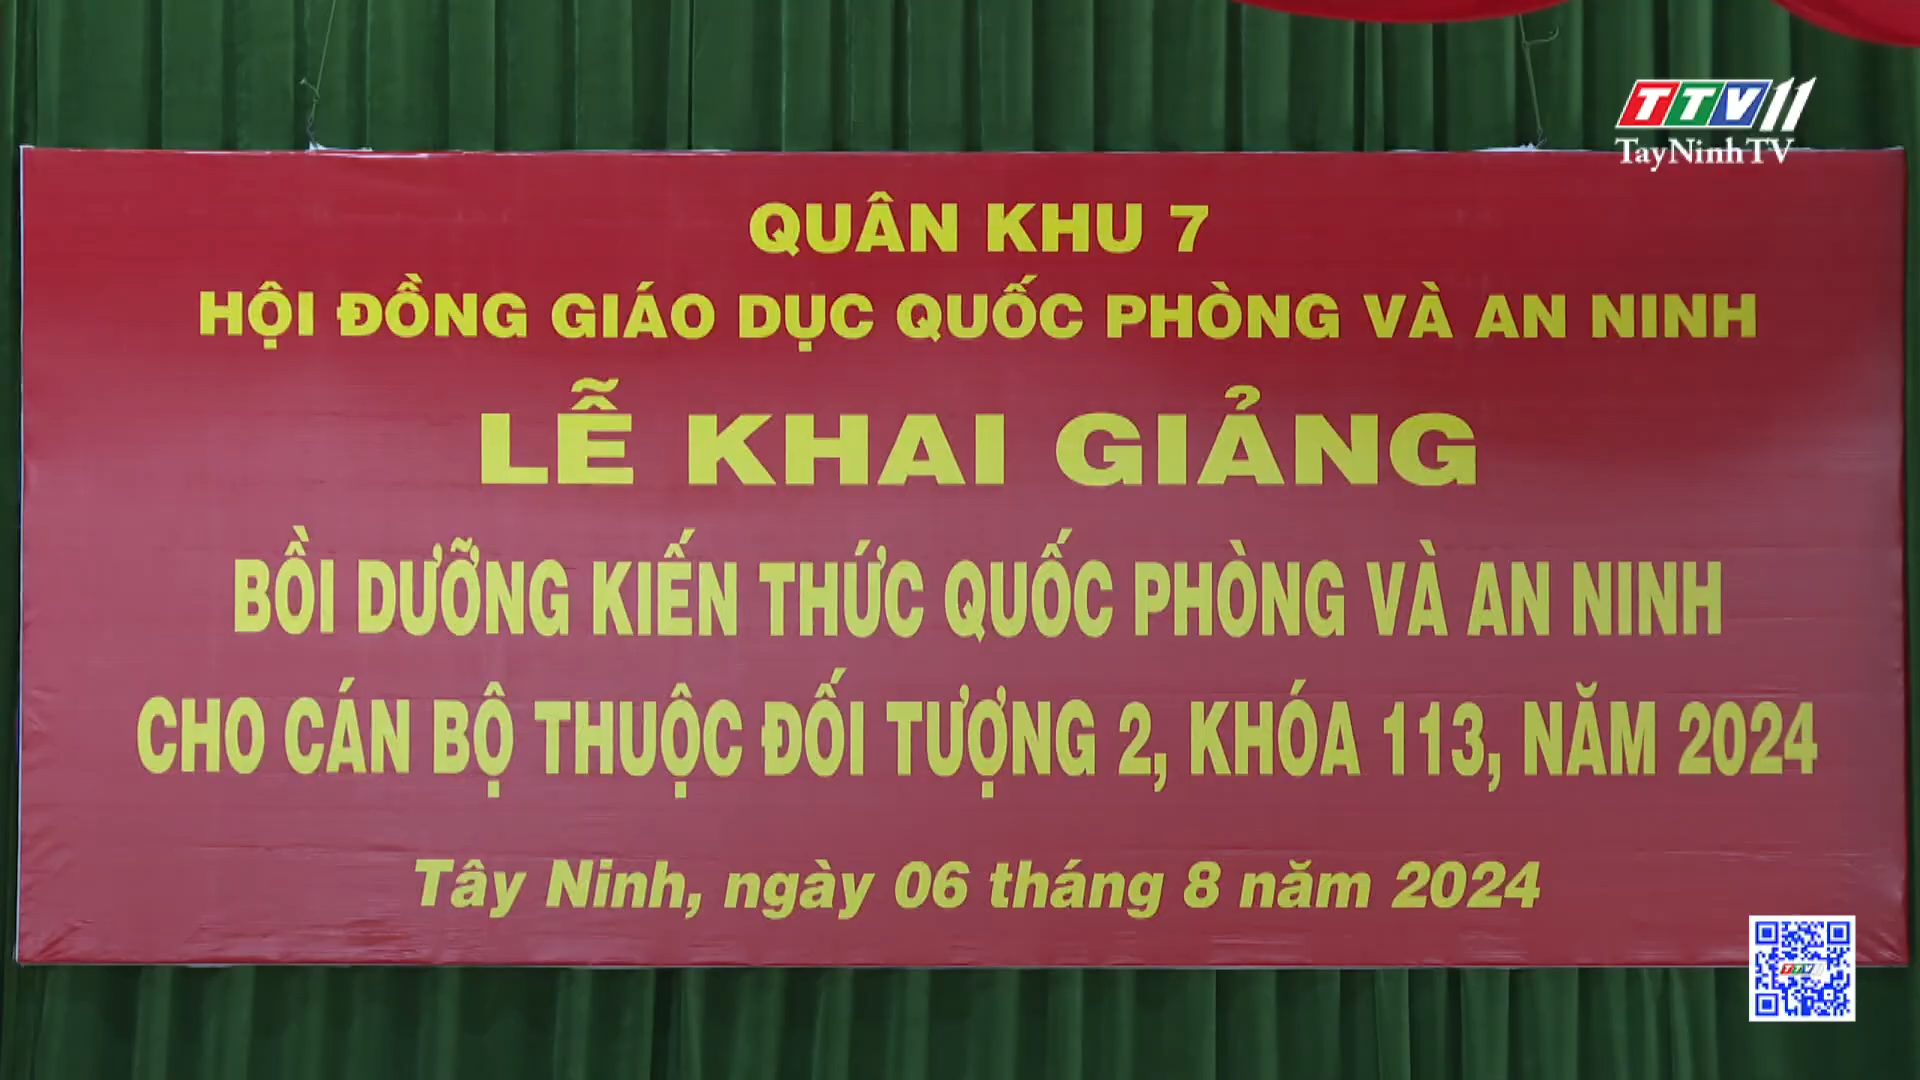 TTV11
TayNinhTV
QUÂN KHU 7
HỘI ĐỒNG GIÁO DỤC QUỐC PHÒNG VÀ AN NINH
LỄ KHAI GIẢNG
BỒI DƯỠNG KIẾN THỨC QUỐC PHÒNG VÀ AN NINH
CHO CÁN BỘ THUỘC ĐỐI TƯỢNG 2, KHÓA 113, NĂM 2024
Tây Ninh, ngày 06 tháng 8 năm 2024
TTV11